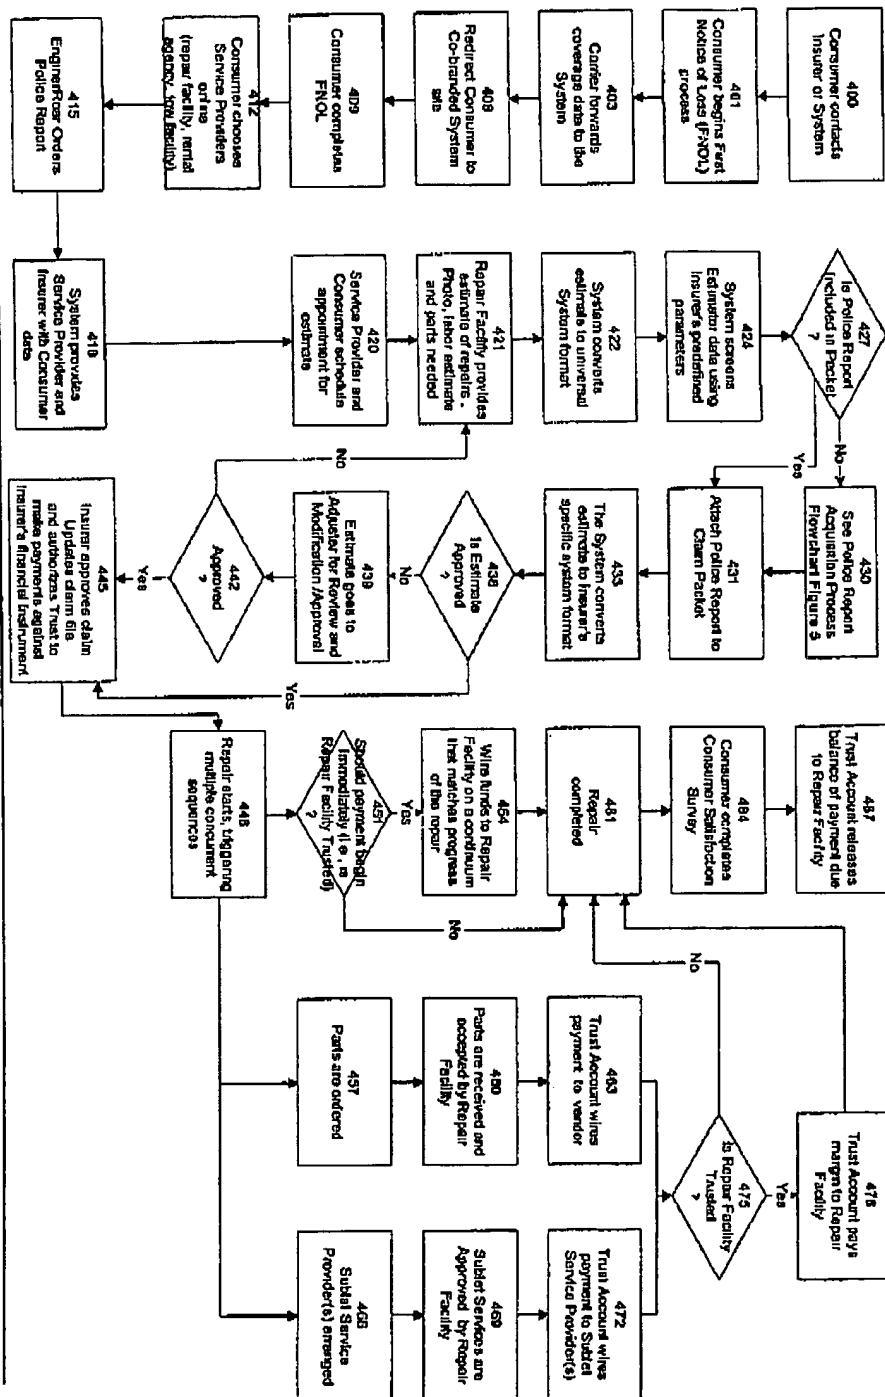 400
Consumer contacts
Insurer or System
401
Consumer begins First
Notice of Loss (FNOL)
process
403
Carrier forwards
coverage data to the
System
408
Redirect Consumer to
Co-branded System
site
409
Consumer completes
FNOL
412
Consumer chooses
Service Providers
online
(repair facility, rental
agency, tow facility)
415
Orders
Police Report
418
System provides
Service Provider and
Insurer with Consumer
data
420
Service Provider and
Consumer schedule
appointment for
estimate
421
Repair Facility provides
estimate of repairs -
Photo, labor estimate
and parts needed
422
System converts
estimate to universal
System format
424
System screens
Estimator data using
Insurer's predefined
parameters
427
Is Police Report
Included in Packet
?
No
Yes
430
See Police Report
Acquisition Process
Flowchart Figure 5
431
Attach Police Report to
Claim Packet
433
The System converts
estimate to Insurer's
specific system format
436
Is Estimate
Approved
?
No
Yes
439
Estimate goes to
Adjuster for Review and
Modification /Approval
442
Approved
?
No
Yes
445
Insurer approves claim
Updates claim file
and authorizes Trust to
make payments against
Insurer's financial Instrument
448
Repair starts, triggering
multiple concurrent
sequences
451
Should payment begin
Immediately (i.e., is
Repair Facility Trusted)
?
Yes
No
454
Wire funds to Repair
Facility on a continuum
that matches progress
of the repair
481
Repair
completed
484
Consumer completes
Consumer Satisfaction
Survey
487
Trust Account releases
balance of payment due
to Repair Facility
457
Parts are ordered
460
Parts are received and
accepted by Repair
Facility
463
Trust Account wires
payment to vendor
466
Sublet Service
Provider(s) arranged
469
Sublet Services are
Approved by Repair
Facility
472
Trust Account wires
payment to Sublet
Service Provider(s)
475
Is Repair Facility
Trusted
?
No
Yes
478
Trust Account pays
margin to Repair
Facility